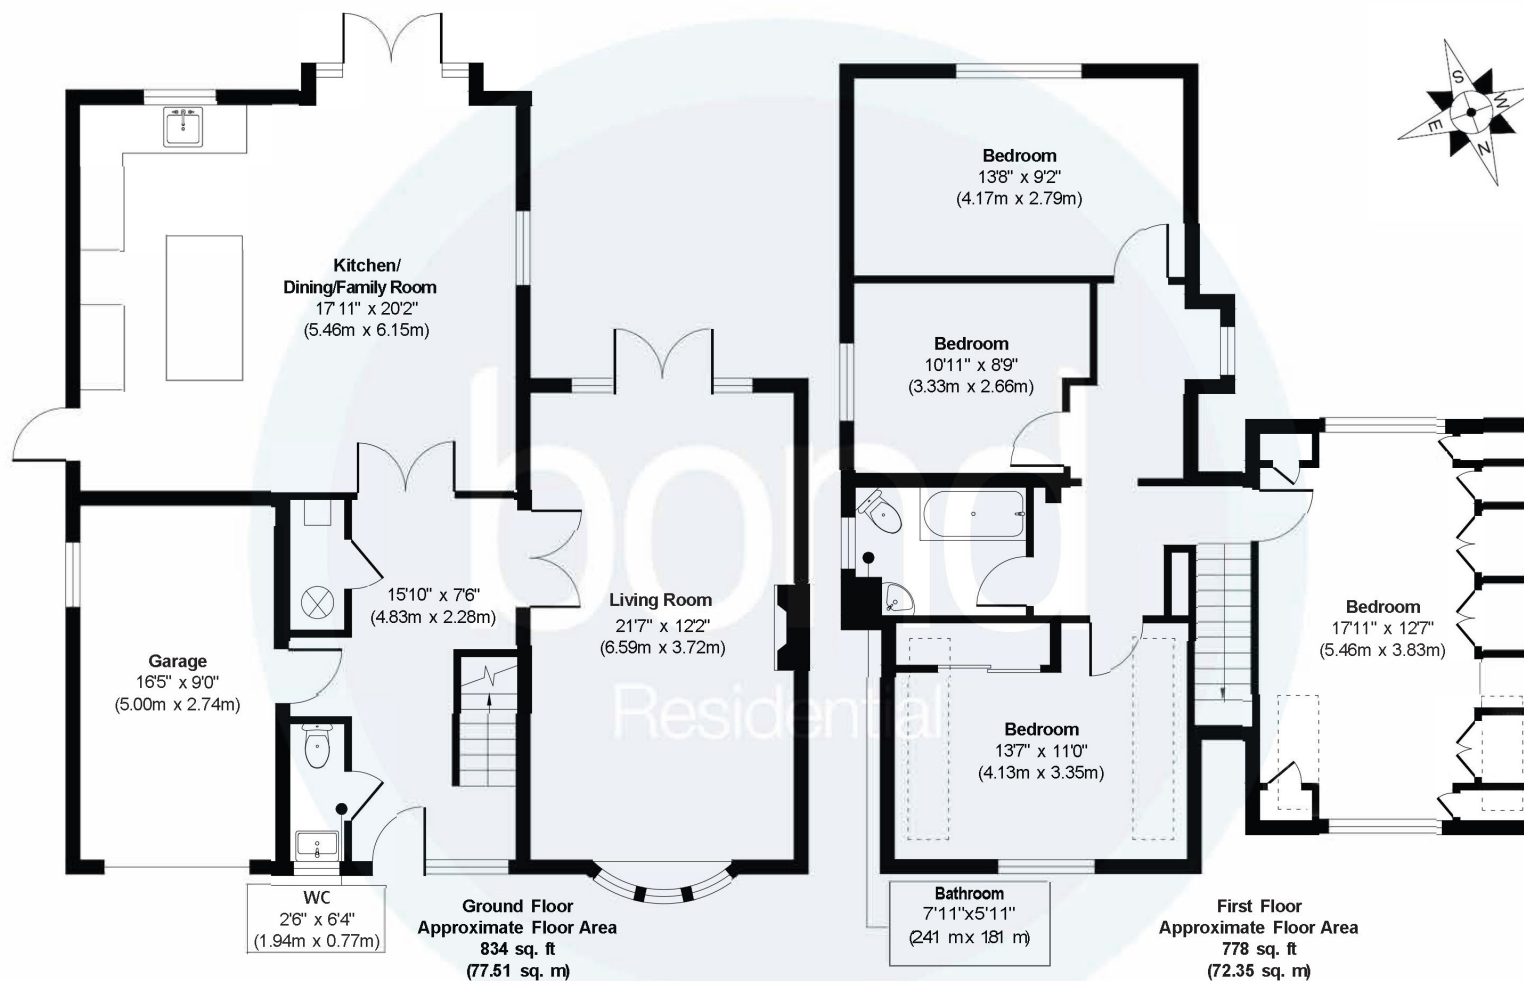 Kitchen/
Dining/Family Room
17'11" x 20'2"
(5.46m x 6.15m)
15'10" x 7'6"
(4.83m x 2.28m)
Living Room
21'7" x 12'2"
(6.59m x 3.72m)
Garage
16'5" x 9'0"
(5.00m x 2.74m)
WC
2'6" x 6'4"
(1.94m x 0.77m)
Ground Floor
Approximate Floor Area
834 sq. ft
(77.51 sq. m)
Bedroom
13'8" x 9'2"
(4.17m x 2.79m)
Bedroom
10'11" x 8'9"
(3.33m x 2.66m)
Bedroom
17'11" x 12'7"
(5.46m x 3.83m)
Bedroom
13'7" x 11'0"
(4.13m x 3.35m)
Bathroom
7'11"x5'11"
(241 mx 181 m)
First Floor
Approximate Floor Area
778 sq. ft
(72.35 sq. m)
S
W
E
N
bond
Residential